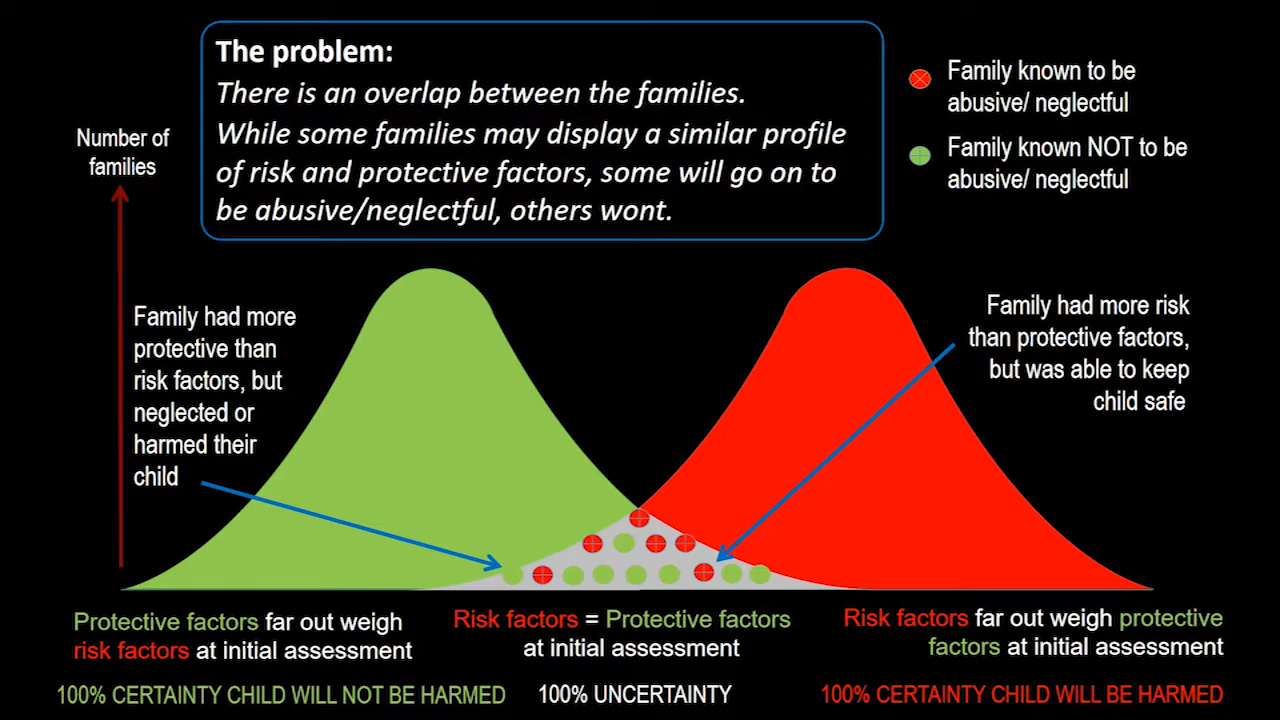 The problem:
There is an overlap between the families.
While some families may display a similar profile
of risk and protective factors, some will go on to
be abusive/neglectful, others wont.
Family known to be
abusive/ neglectful
Family known NOT to be
abusive/ neglectful
Number of
families
Family had more
protective than
risk factors, but
neglected or
harmed their
child
Family had more risk
than protective factors,
but was able to keep
child safe
Protective factors far out weigh
risk factors at initial assessment
Risk factors = Protective factors
at initial assessment
Risk factors far out weigh protective
factors at initial assessment
100% CERTAINTY CHILD WILL NOT BE HARMED
100% UNCERTAINTY
100% CERTAINTY CHILD WILL BE HARMED